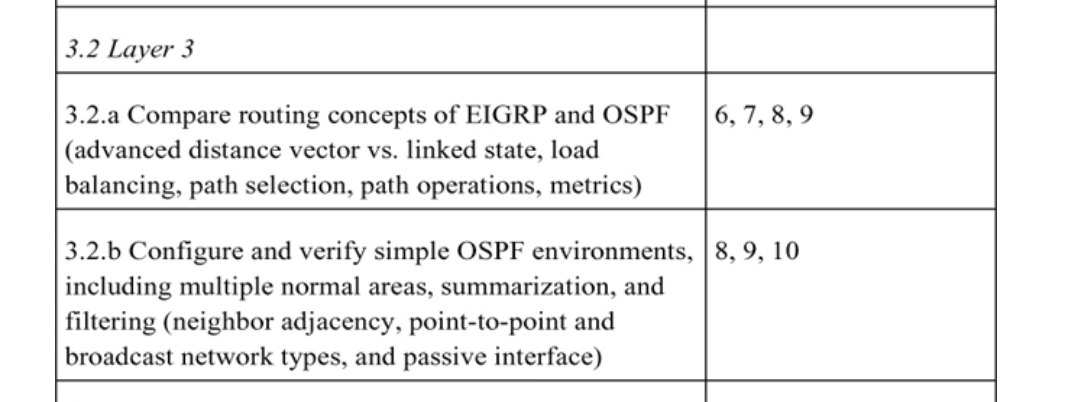 3.2 Layer 3
3.2.a Compare routing concepts of EIGRP and OSPF
(advanced distance vector vs. linked state, load
balancing, path selection, path operations, metrics)
6, 7, 8, 9
3.2.b Configure and verify simple OSPF environments,
including multiple normal areas, summarization, and
filtering (neighbor adjacency, point-to-point and
broadcast network types, and passive interface)
8, 9, 10